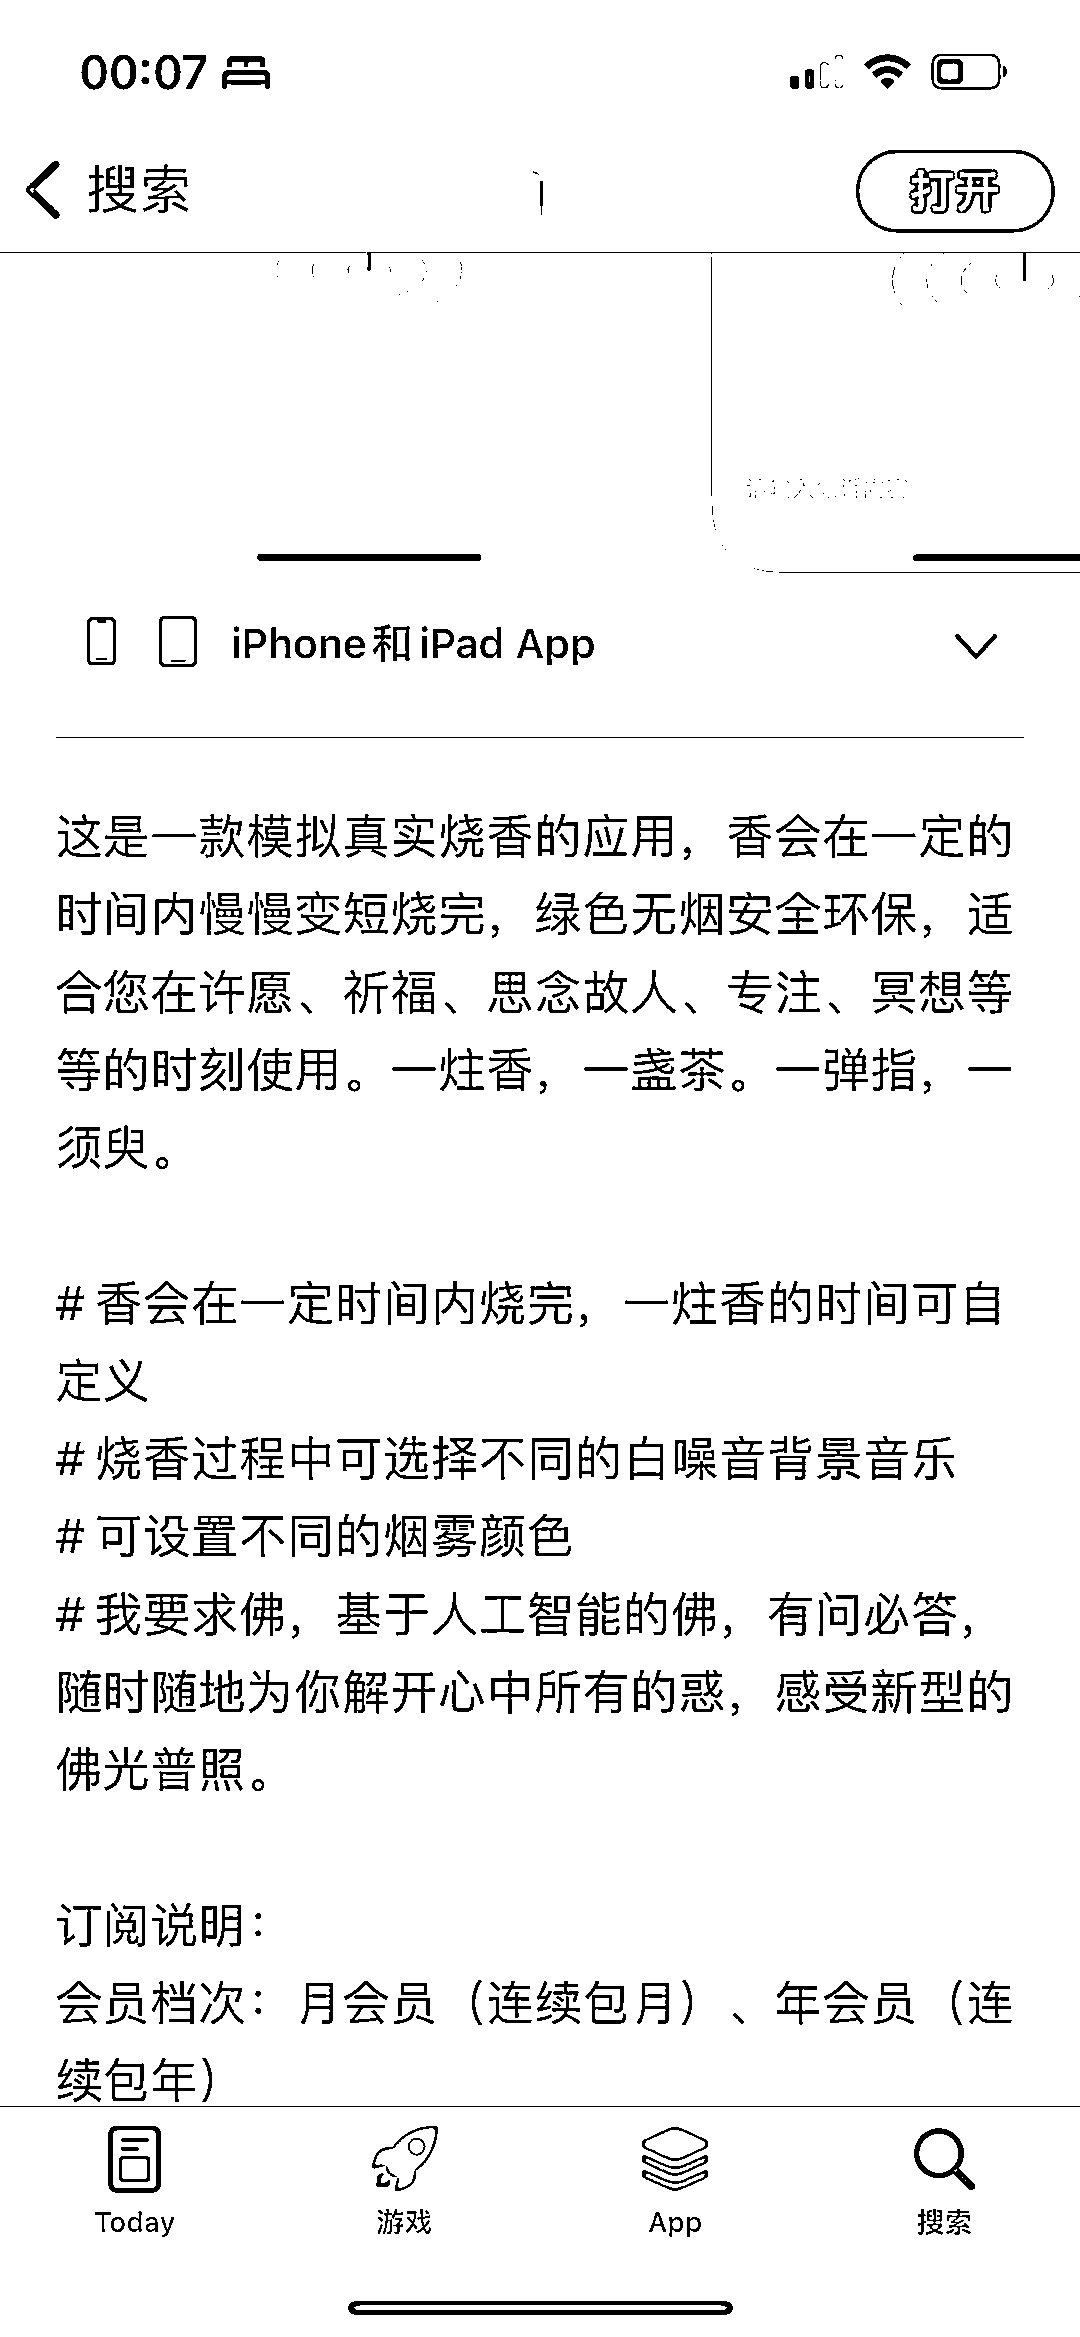 00:07
搜索
打开
iPhone和iPad App
这是一款模拟真实烧香的应用，香会在一定的
时间内慢慢变短烧完，绿色无烟安全环保，适
合您在许愿、祈福、思念故人、专注、冥想等
等的时刻使用。一炷香，一盏茶。一弹指，一
须臾。
# 香会在一定时间内烧完，一炷香的时间可自
定义
# 烧香过程中可选择不同的白噪音背景音乐
# 可设置不同的烟雾颜色
# 我要求佛，基于人工智能的佛，有问必答，
随时随地为你解开心中所有的惑，感受新型的
佛光普照。
订阅说明：
会员档次：月会员（连续包月）、年会员（连
续包年）
Today
游戏
App
搜索